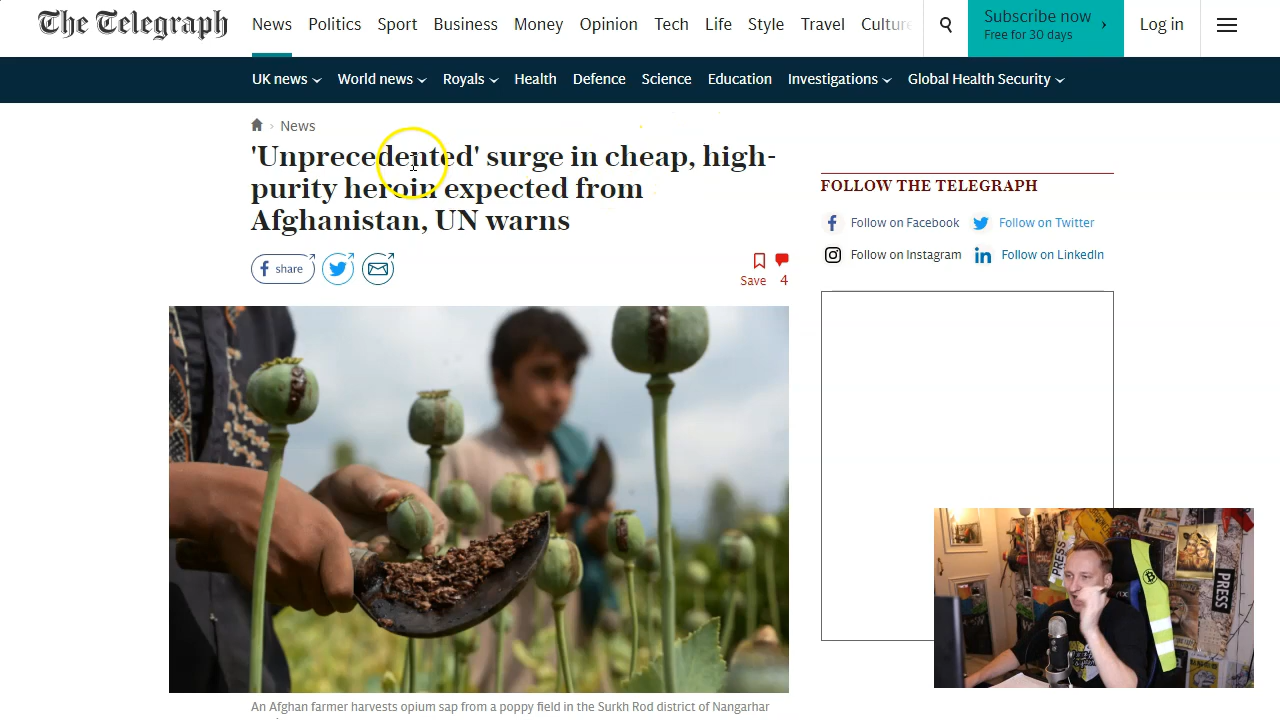 The Telegraph
News Politics Sport Business Money Opinion Tech Life Style Travel Culture
Subserve now
Free for 30 days
Log in
UK news World news Royals Health Defence Science Education Investigations Global Health Security
News
'Unprecedented' surge in cheap, high-
purity heroin expected from
Afghanistan, UN warns
share
Save 4
FOLLOW THE TELEGRAPH
Follow on Facebook Follow on Twitter
Follow on Instagram Follow on LinkedIn
PRESS
PRESS
An Afghan farmer harvests opium sap from a poppy field in the Surkh Rod district of Nangarhar